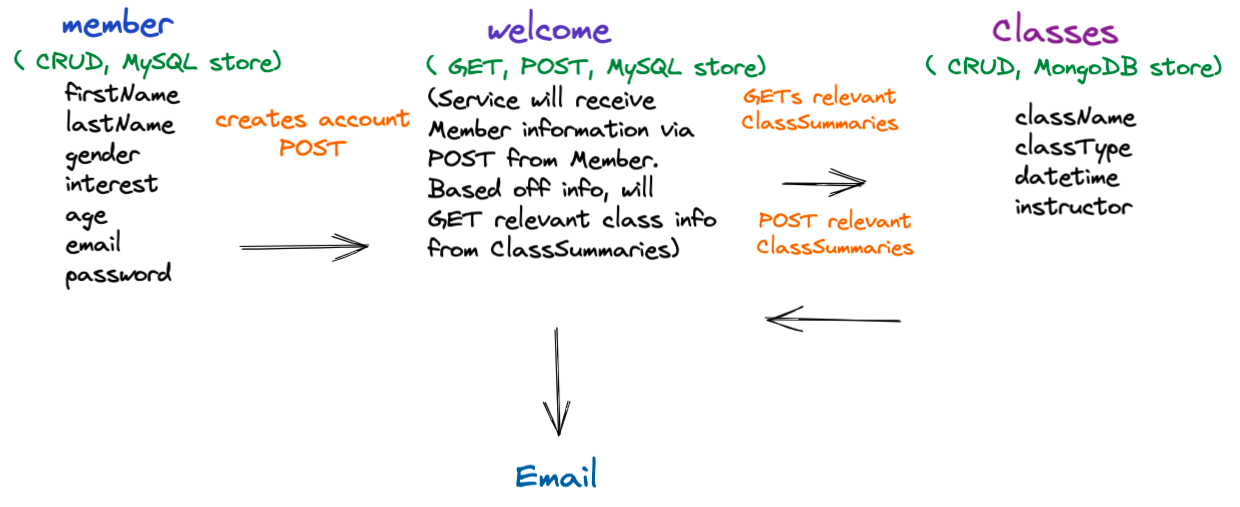 member
( CRUD, MySQL store)
firstName
lastName
gender
interest
age
email
password
creates account
POST
welcome
( GET, POST, MySQL store)
(Service will receive
Member information via
POST from Member.
Based off info, will
GET relevant class info
from ClassSummaries)
GETs relevant
ClassSummaries
POST relevant
ClassSummaries
Classes
( CRUD, MongoDB store)
className
classType
datetime
instructor
Email